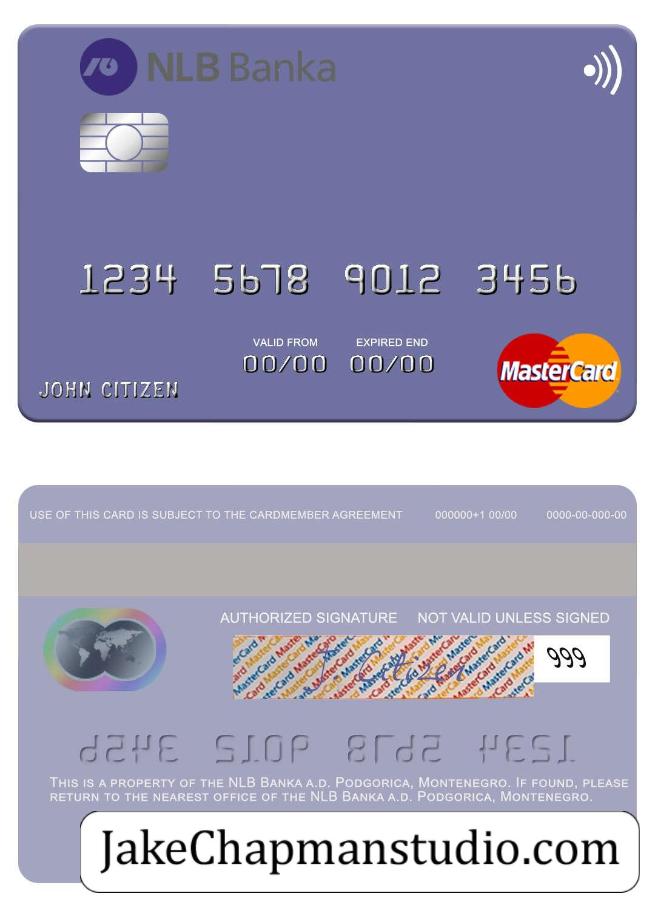 NLB Banka
1234 5678 9012 3456
VALID FROM EXPIRED END
00/00 00/00
MasterCard
JOHN CITIZEN
USE OF THIS CARD IS SUBJECT TO THE CARDMEMBER AGREEMENT 000000+1 00/00 0000-00-000-00
AUTHORIZED SIGNATURE NOT VALID UNLESS SIGNED
J. Citizen
999
THIS IS A PROPERTY OF THE NLB BANKA A.D. PODGORICA, MONTENEGRO. IF FOUND, PLEASE
RETURN TO THE NEAREST OFFICE OF THE NLB BANKA A.D. PODGORICA, MONTENEGRO.
JakeChapmanstudio.com